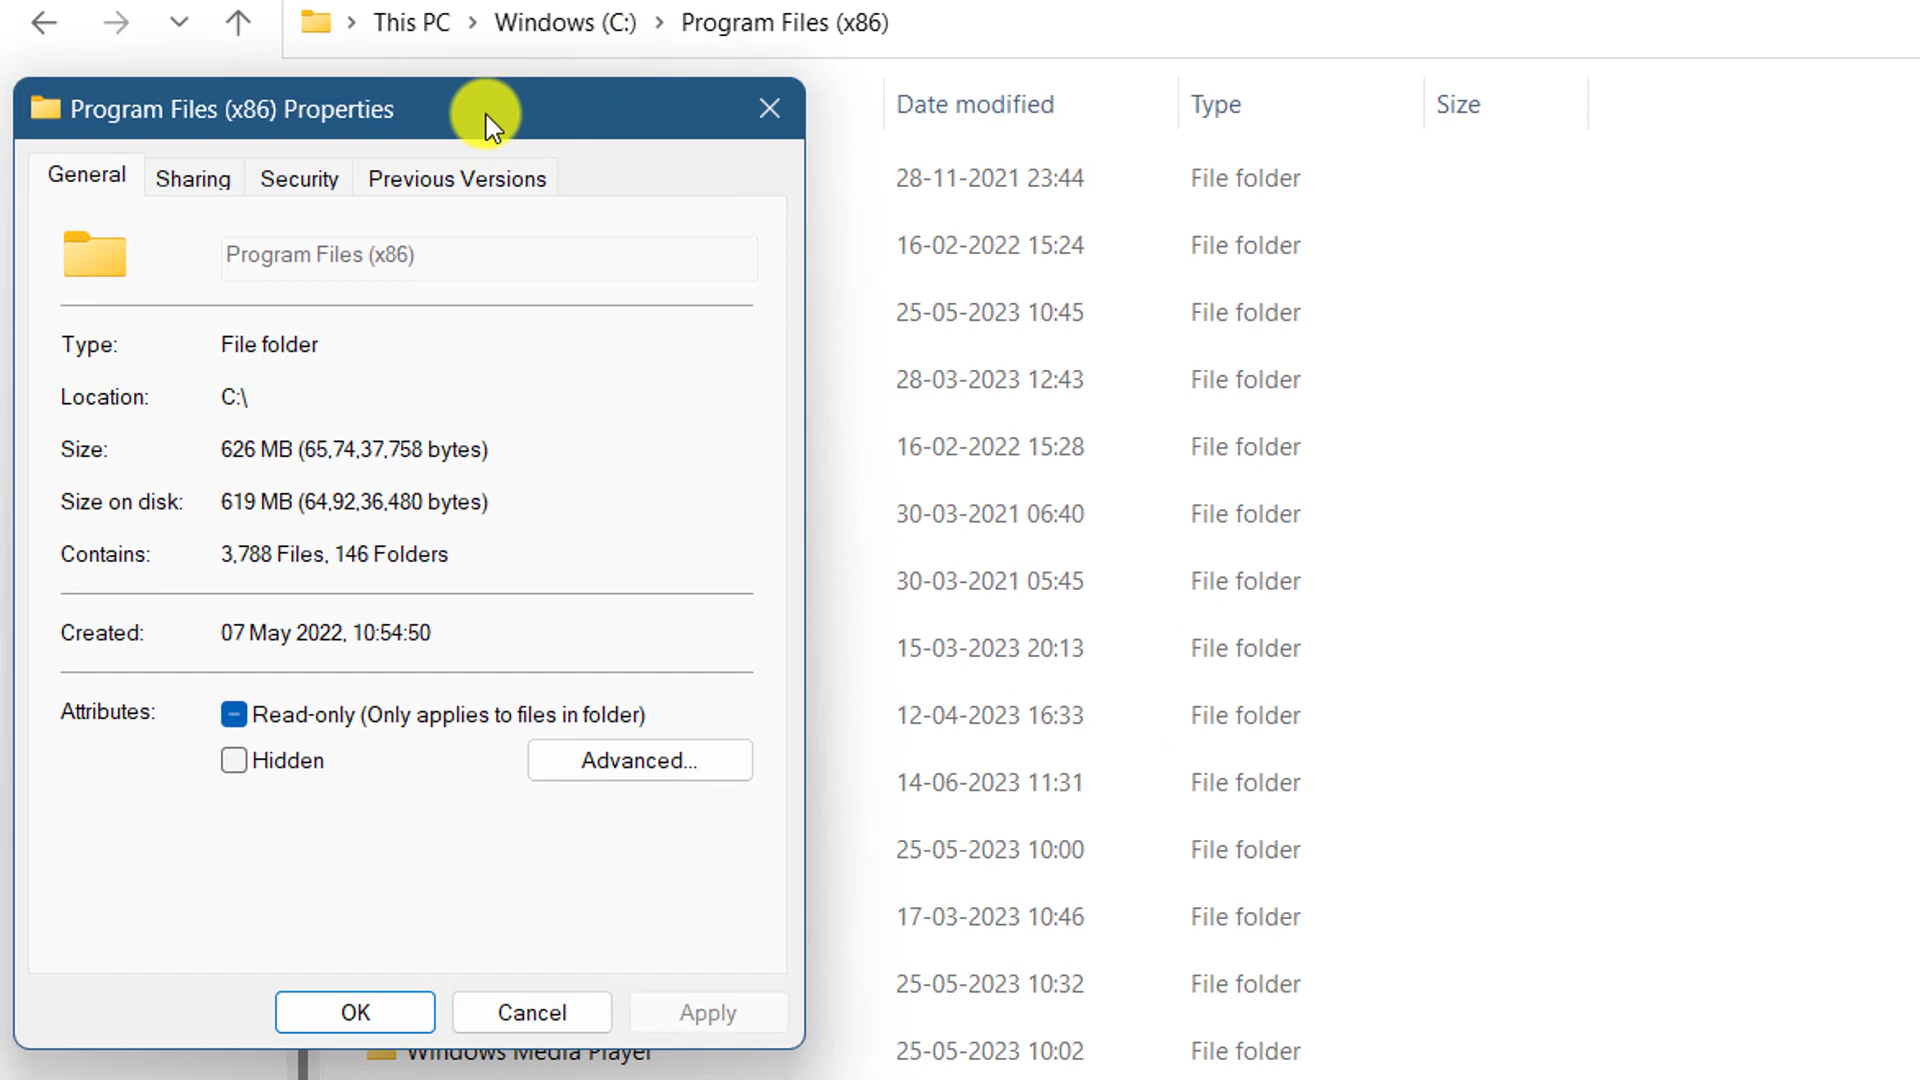 This PC > Windows (C:) > Program Files (x86)
Program Files (x86) Properties
General Sharing Security Previous Versions
Program Files (x86)
Type: File folder
Location: C:\
Size: 626 MB (65,74,37,758 bytes)
Size on disk: 619 MB (64,92,36,480 bytes)
Contains: 3,788 Files, 146 Folders
Created: 07 May 2022, 10:54:50
Attributes: Read-only (Only applies to files in folder)
Hidden Advanced...
OK Cancel Apply
Date modified Type Size
28-11-2021 23:44 File folder
16-02-2022 15:24 File folder
25-05-2023 10:45 File folder
28-03-2023 12:43 File folder
16-02-2022 15:28 File folder
30-03-2021 06:40 File folder
30-03-2021 05:45 File folder
15-03-2023 20:13 File folder
12-04-2023 16:33 File folder
14-06-2023 11:31 File folder
25-05-2023 10:00 File folder
17-03-2023 10:46 File folder
25-05-2023 10:32 File folder
Windows Media Player 25-05-2023 10:02 File folder